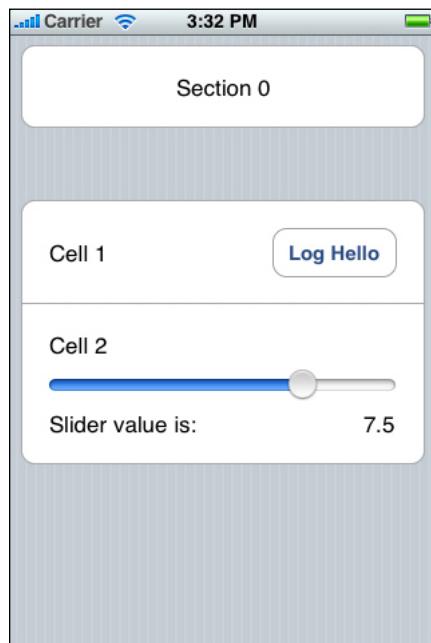 Carrier 3:32 PM
Section 0
Cell 1 Log Hello
Cell 2
Slider value is: 7.5